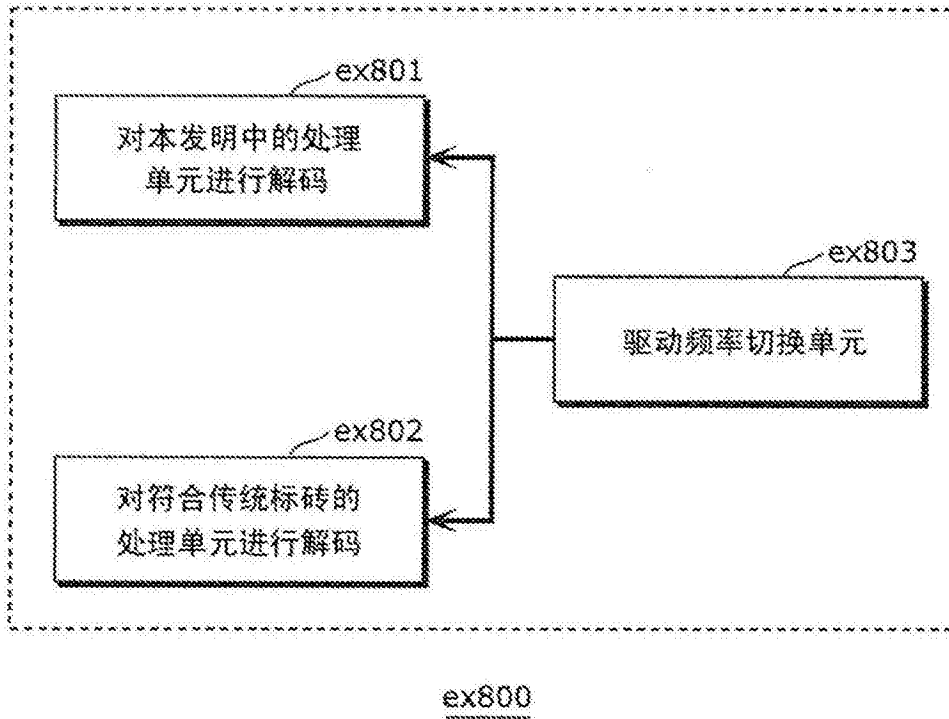 ex801
对本发明中的处理
单元进行解码
ex803
驱动频率切换单元
ex802
对符合传统标砖的
处理单元进行解码
ex800